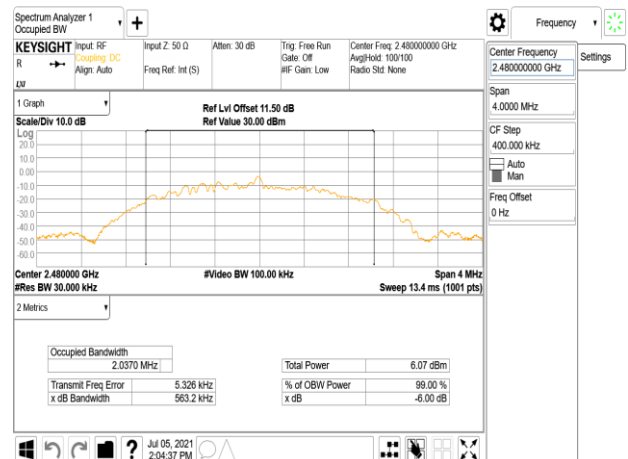 Spectrum Analyzer 1
Occupied BW
Frequency
KEYSIGHT
Input: RF
Coupling: DC
Align: Auto
Input Z: 50 Ω
Freq Ref: Int (S)
Atten: 30 dB
Trig: Free Run
Gate: Off
#IF Gain: Low
Center Freq: 2.480000000 GHz
Avg|Hold: 100/100
Radio Std: None
R
LXI
Center Frequency
2.480000000 GHz
Settings
Span
4.0000 MHz
CF Step
400.000 kHz
Auto
Man
Freq Offset
0 Hz
1 Graph
Scale/Div 10.0 dB
Ref Lvl Offset 11.50 dB
Ref Value 30.00 dBm
Log
20.0
10.0
0.00
-10.0
-20.0
-30.0
-40.0
-50.0
-60.0
Center 2.480000 GHz
#Res BW 30.000 kHz
#Video BW 100.00 kHz
Span 4 MHz
Sweep 13.4 ms (1001 pts)
2 Metrics
Occupied Bandwidth
2.0370 MHz
Total Power 6.07 dBm
Transmit Freq Error 5.326 kHz
% of OBW Power 99.00 %
x dB Bandwidth 563.2 kHz
x dB -6.00 dB
?
Jul 05, 2021
2:04:37 PM